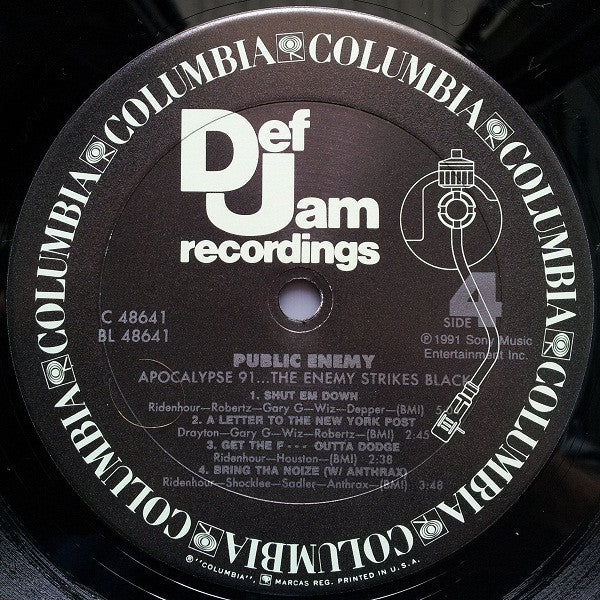 COLUMBIA COLUMBIA COLUMBIA COLUMBIA COLUMBIA COLUMBIA COLUMBIA COLUMBIA COLUMBIA
Def
Jam
recordings
C 48641
BL 48641
4
SIDE
℗1991 Sony Music
Entertainment Inc.
PUBLIC ENEMY
APOCALYPSE 91...THE ENEMY STRIKES BLACK
1. SHUT EM DOWN
Ridenhour—Robertz—Gary G—Wiz—Depper—(BMI) 5:
2. A LETTER TO THE NEW YORK POST
Drayton—Gary G—Wiz—Robertz—(BMI) 2:45
3. GET THE F - - - OUTTA DODGE
Ridenhour—Houston—(BMI) 2:38
4. BRING THA NOIZE (W/ ANTHRAX)
Ridenhour—Shocklee—Sadler—Anthrax—(BMI) 3:48
®"COLUMBIA", MARCAS REG. PRINTED IN U.S.A.